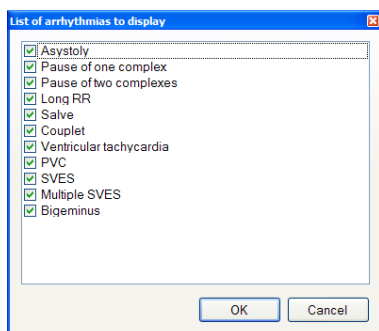 List of arrhythmias to display
Asystoly
Pause of one complex
Pause of two complexes
Long RR
Salve
Couplet
Ventricular tachycardia
PVC
SVES
Multiple SVES
Bigeminus
OK Cancel